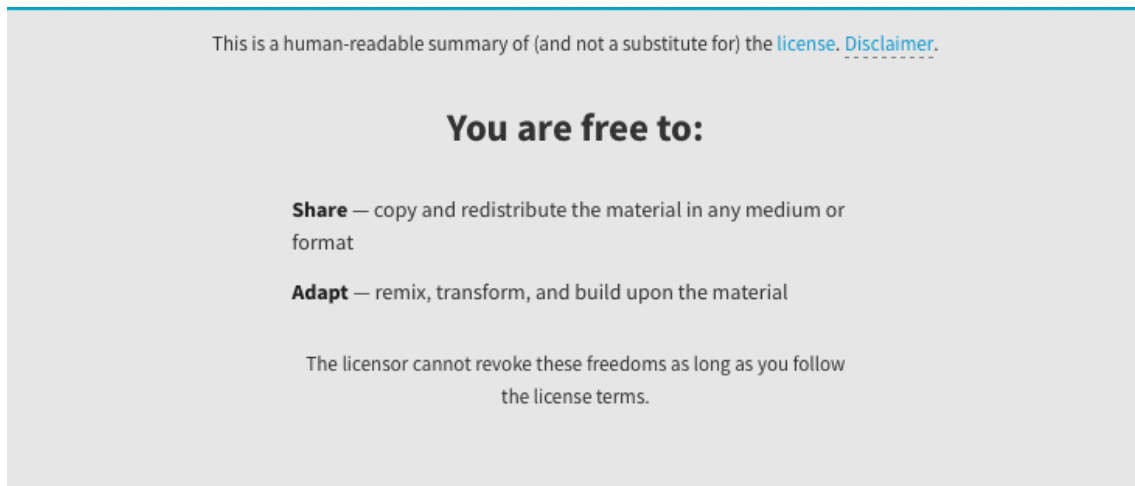 This is a human-readable summary of (and not a substitute for) the license. Disclaimer.
You are free to:
Share — copy and redistribute the material in any medium or
format
Adapt — remix, transform, and build upon the material
The licensor cannot revoke these freedoms as long as you follow
the license terms.